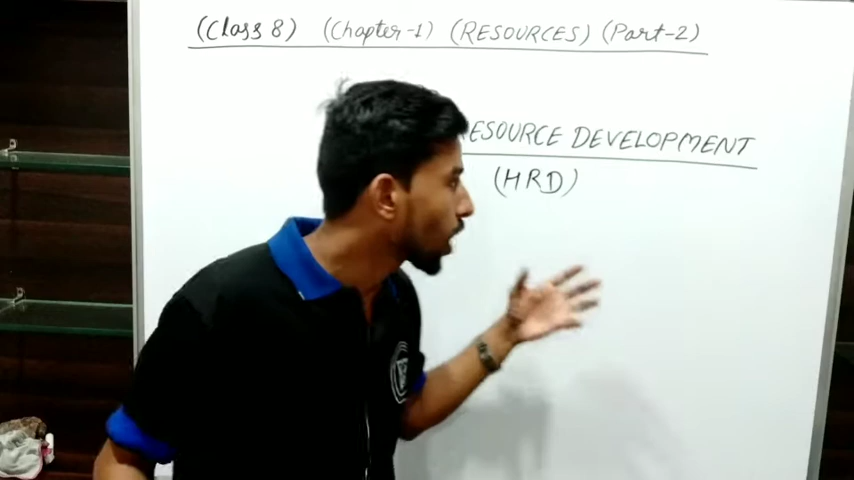 (Class 8) (Chapter-1) (RESOURCES) (Part-2)
ESOURCE DEVELOPMENT
(HRD)